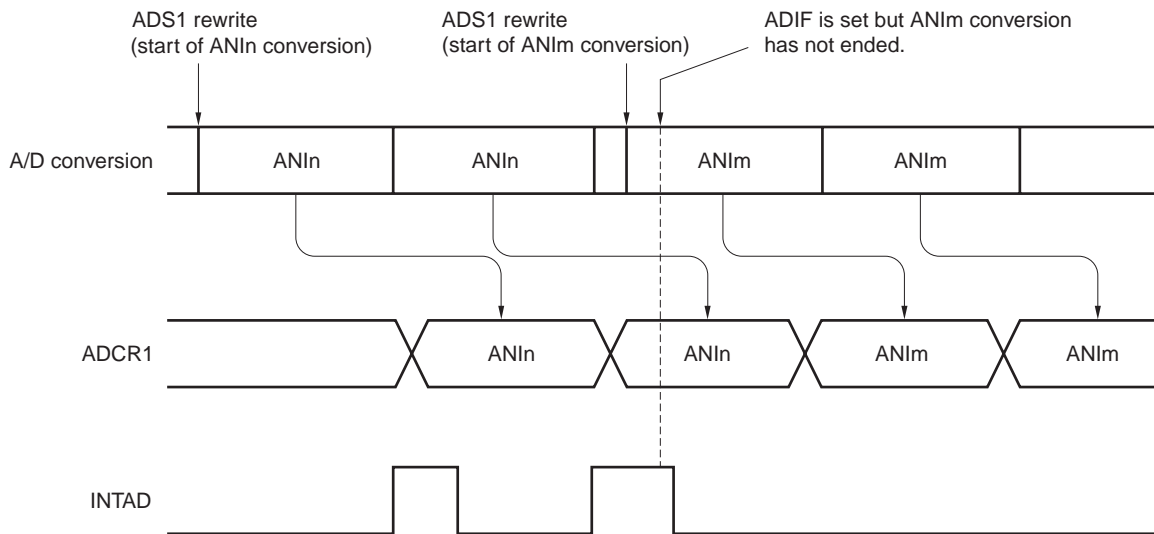 ADS1 rewrite
(start of ANIn conversion)
ADS1 rewrite
(start of ANIm conversion)
ADIF is set but ANIm conversion
has not ended.
A/D conversion
ANIn
ANIn
ANIm
ANIm
ADCR1
ANIn
ANIn
ANIm
ANIm
INTAD